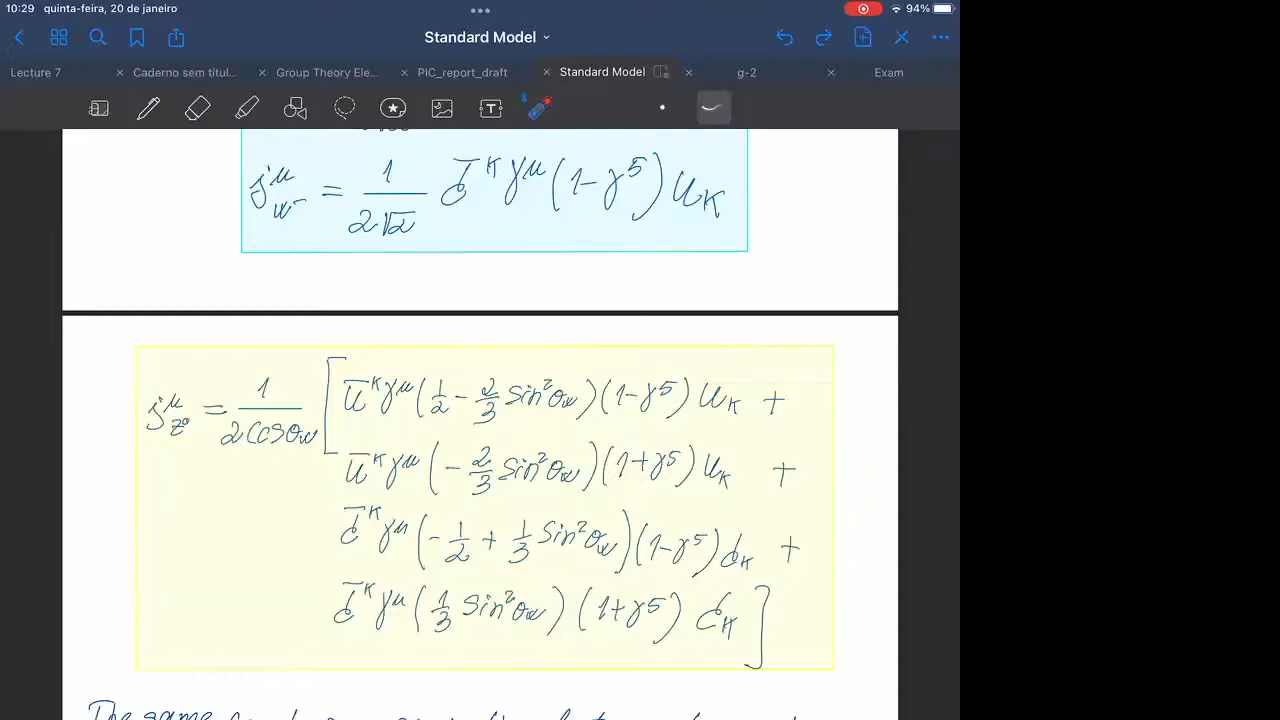 10:29 quinta-feira, 20 de janeiro 94%
Standard Model
Lecture 7 × Caderno sem títul... × Group Theory Ele... × PIC_report_draft × Standard Model × g-2 × Exam
j^μ_{W^-} = 1/(2√2) d̄^K γ^μ (1-γ^5) u_K
j^μ_{Z^0} = 1/(2cosθ_w) [ ū^K γ^μ (1/2 - 2/3 sin²θ_w)(1-γ^5) u_K +
ū^K γ^μ (-2/3 sin²θ_w)(1+γ^5) u_K +
d̄^K γ^μ (-1/2 + 1/3 sin²θ_w)(1-γ^5) d_K +
d̄^K γ^μ (1/3 sin²θ_w)(1+γ^5) d_K ]
The same